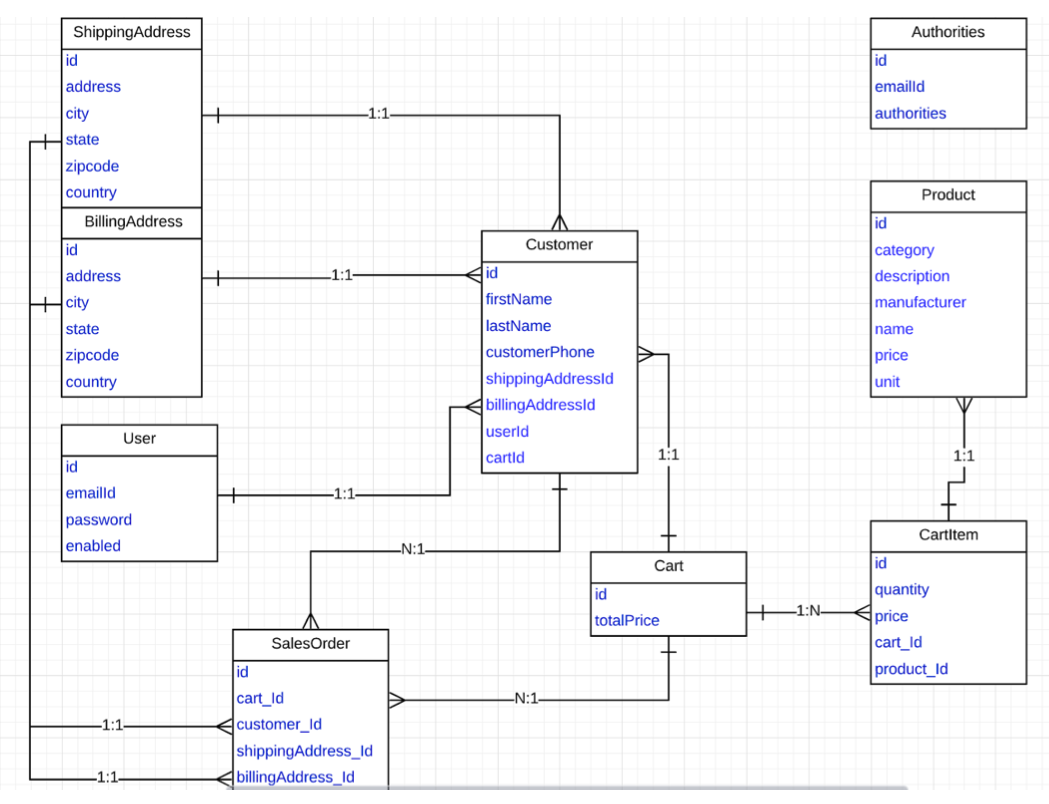 ShippingAddress
id
address
city
state
zipcode
country
BillingAddress
id
address
city
state
zipcode
country
User
id
emailId
password
enabled
1:1
1:1
1:1
Customer
id
firstName
lastName
customerPhone
shippingAddressId
billingAddressId
userId
cartId
N:1
1:1
SalesOrder
id
cart_Id
customer_Id
shippingAddress_Id
billingAddress_Id
1:1
1:1
N:1
Cart
id
totalPrice
1:N
Authorities
id
emailId
authorities
Product
id
category
description
manufacturer
name
price
unit
1:1
CartItem
id
quantity
price
cart_Id
product_Id